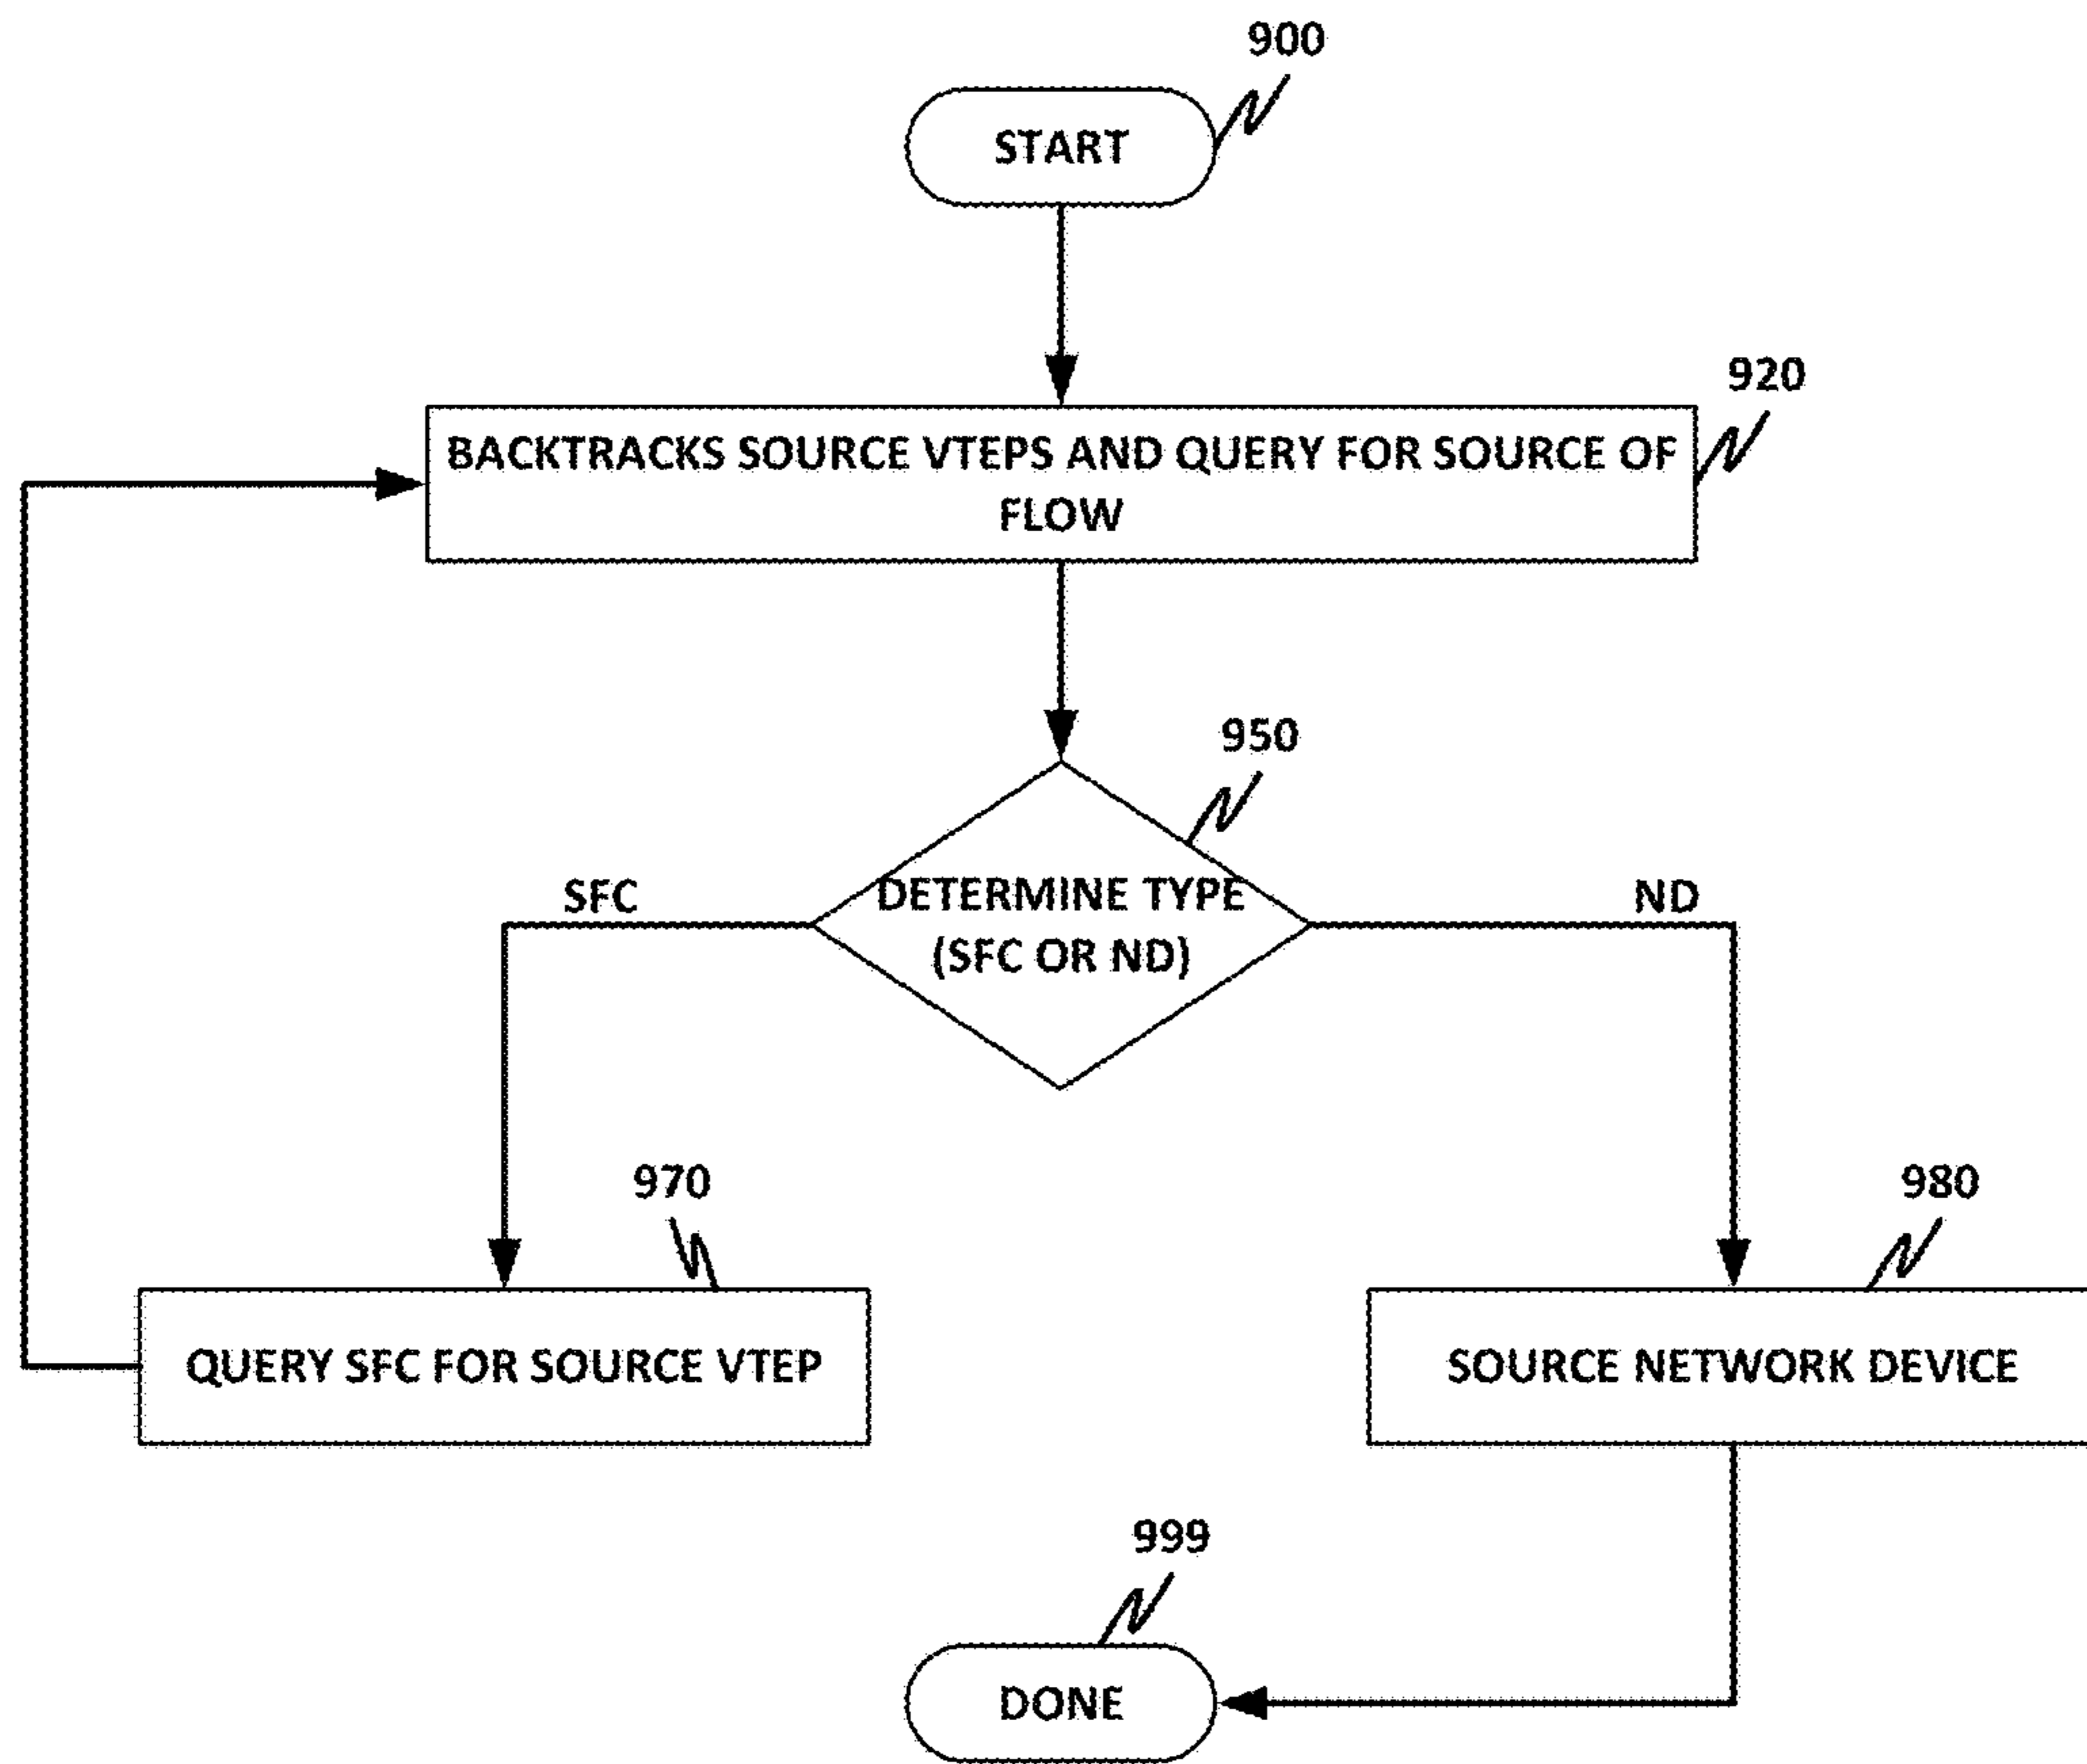 900
START
920
BACKTRACKS SOURCE VTEPS AND QUERY FOR SOURCE OF
FLOW
950
SFC
DETERMINE TYPE
(SFC OR ND)
ND
970
980
QUERY SFC FOR SOURCE VTEP
SOURCE NETWORK DEVICE
999
DONE